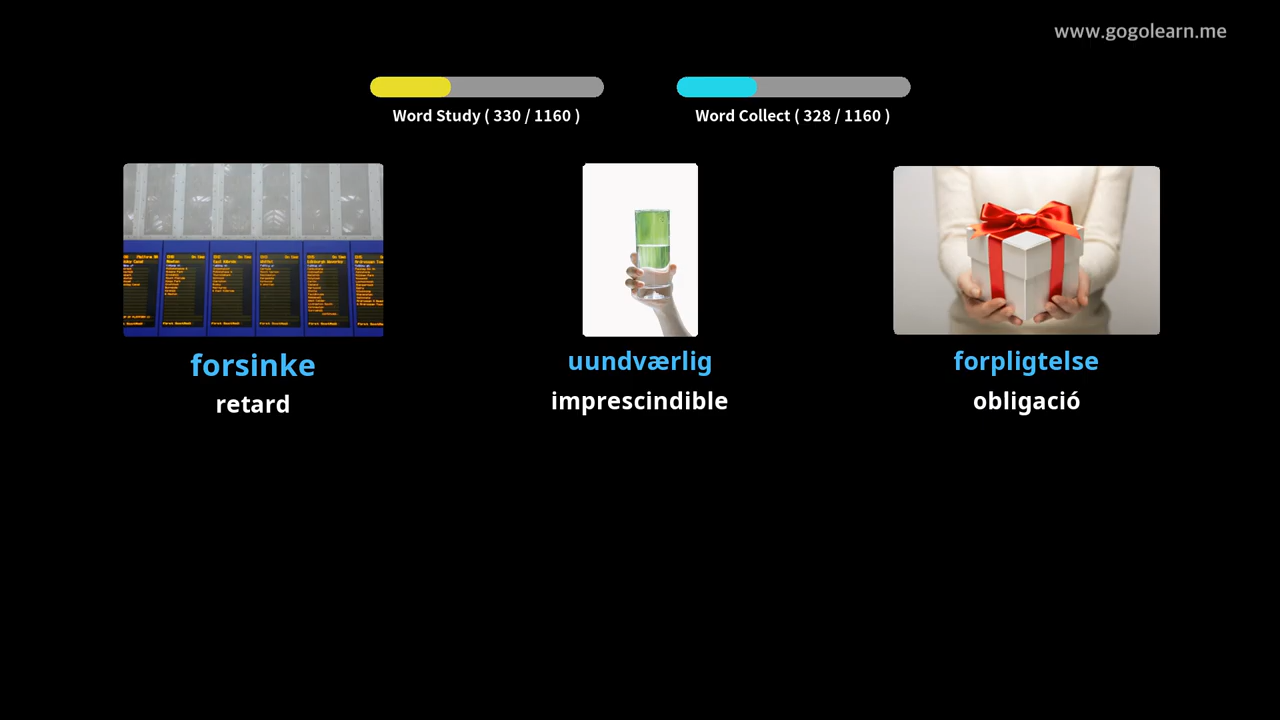 www.gogolearn.me
Word Study ( 330 / 1160 )
Word Collect ( 328 / 1160 )
forsinke
uundværlig
forpligtelse
retard
imprescindible
obligació